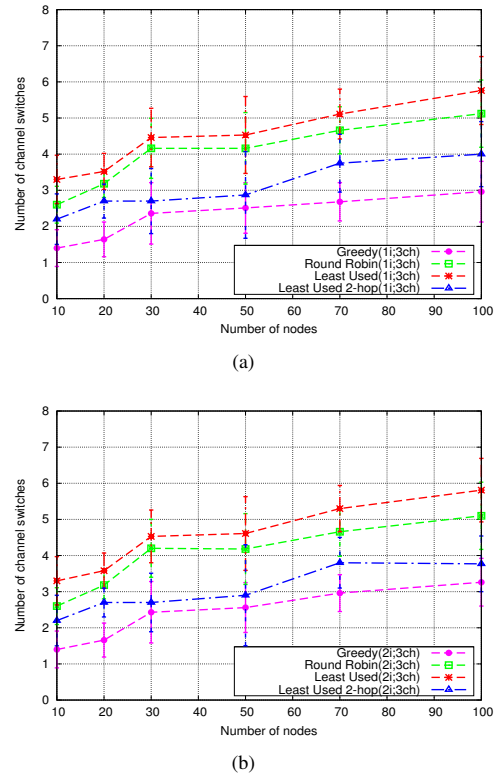 8
7
6
5
4
3
2
1
0
Number of channel switches
10 20 30 40 50 60 70 80 90 100
Number of nodes
Greedy(1i;3ch)
Round Robin(1i;3ch)
Least Used(1i;3ch)
Least Used 2-hop(1i;3ch)
(a)
8
7
6
5
4
3
2
1
0
Number of channel switches
10 20 30 40 50 60 70 80 90 100
Number of nodes
Greedy(2i;3ch)
Round Robin(2i;3ch)
Least Used(2i;3ch)
Least Used 2-hop(2i;3ch)
(b)